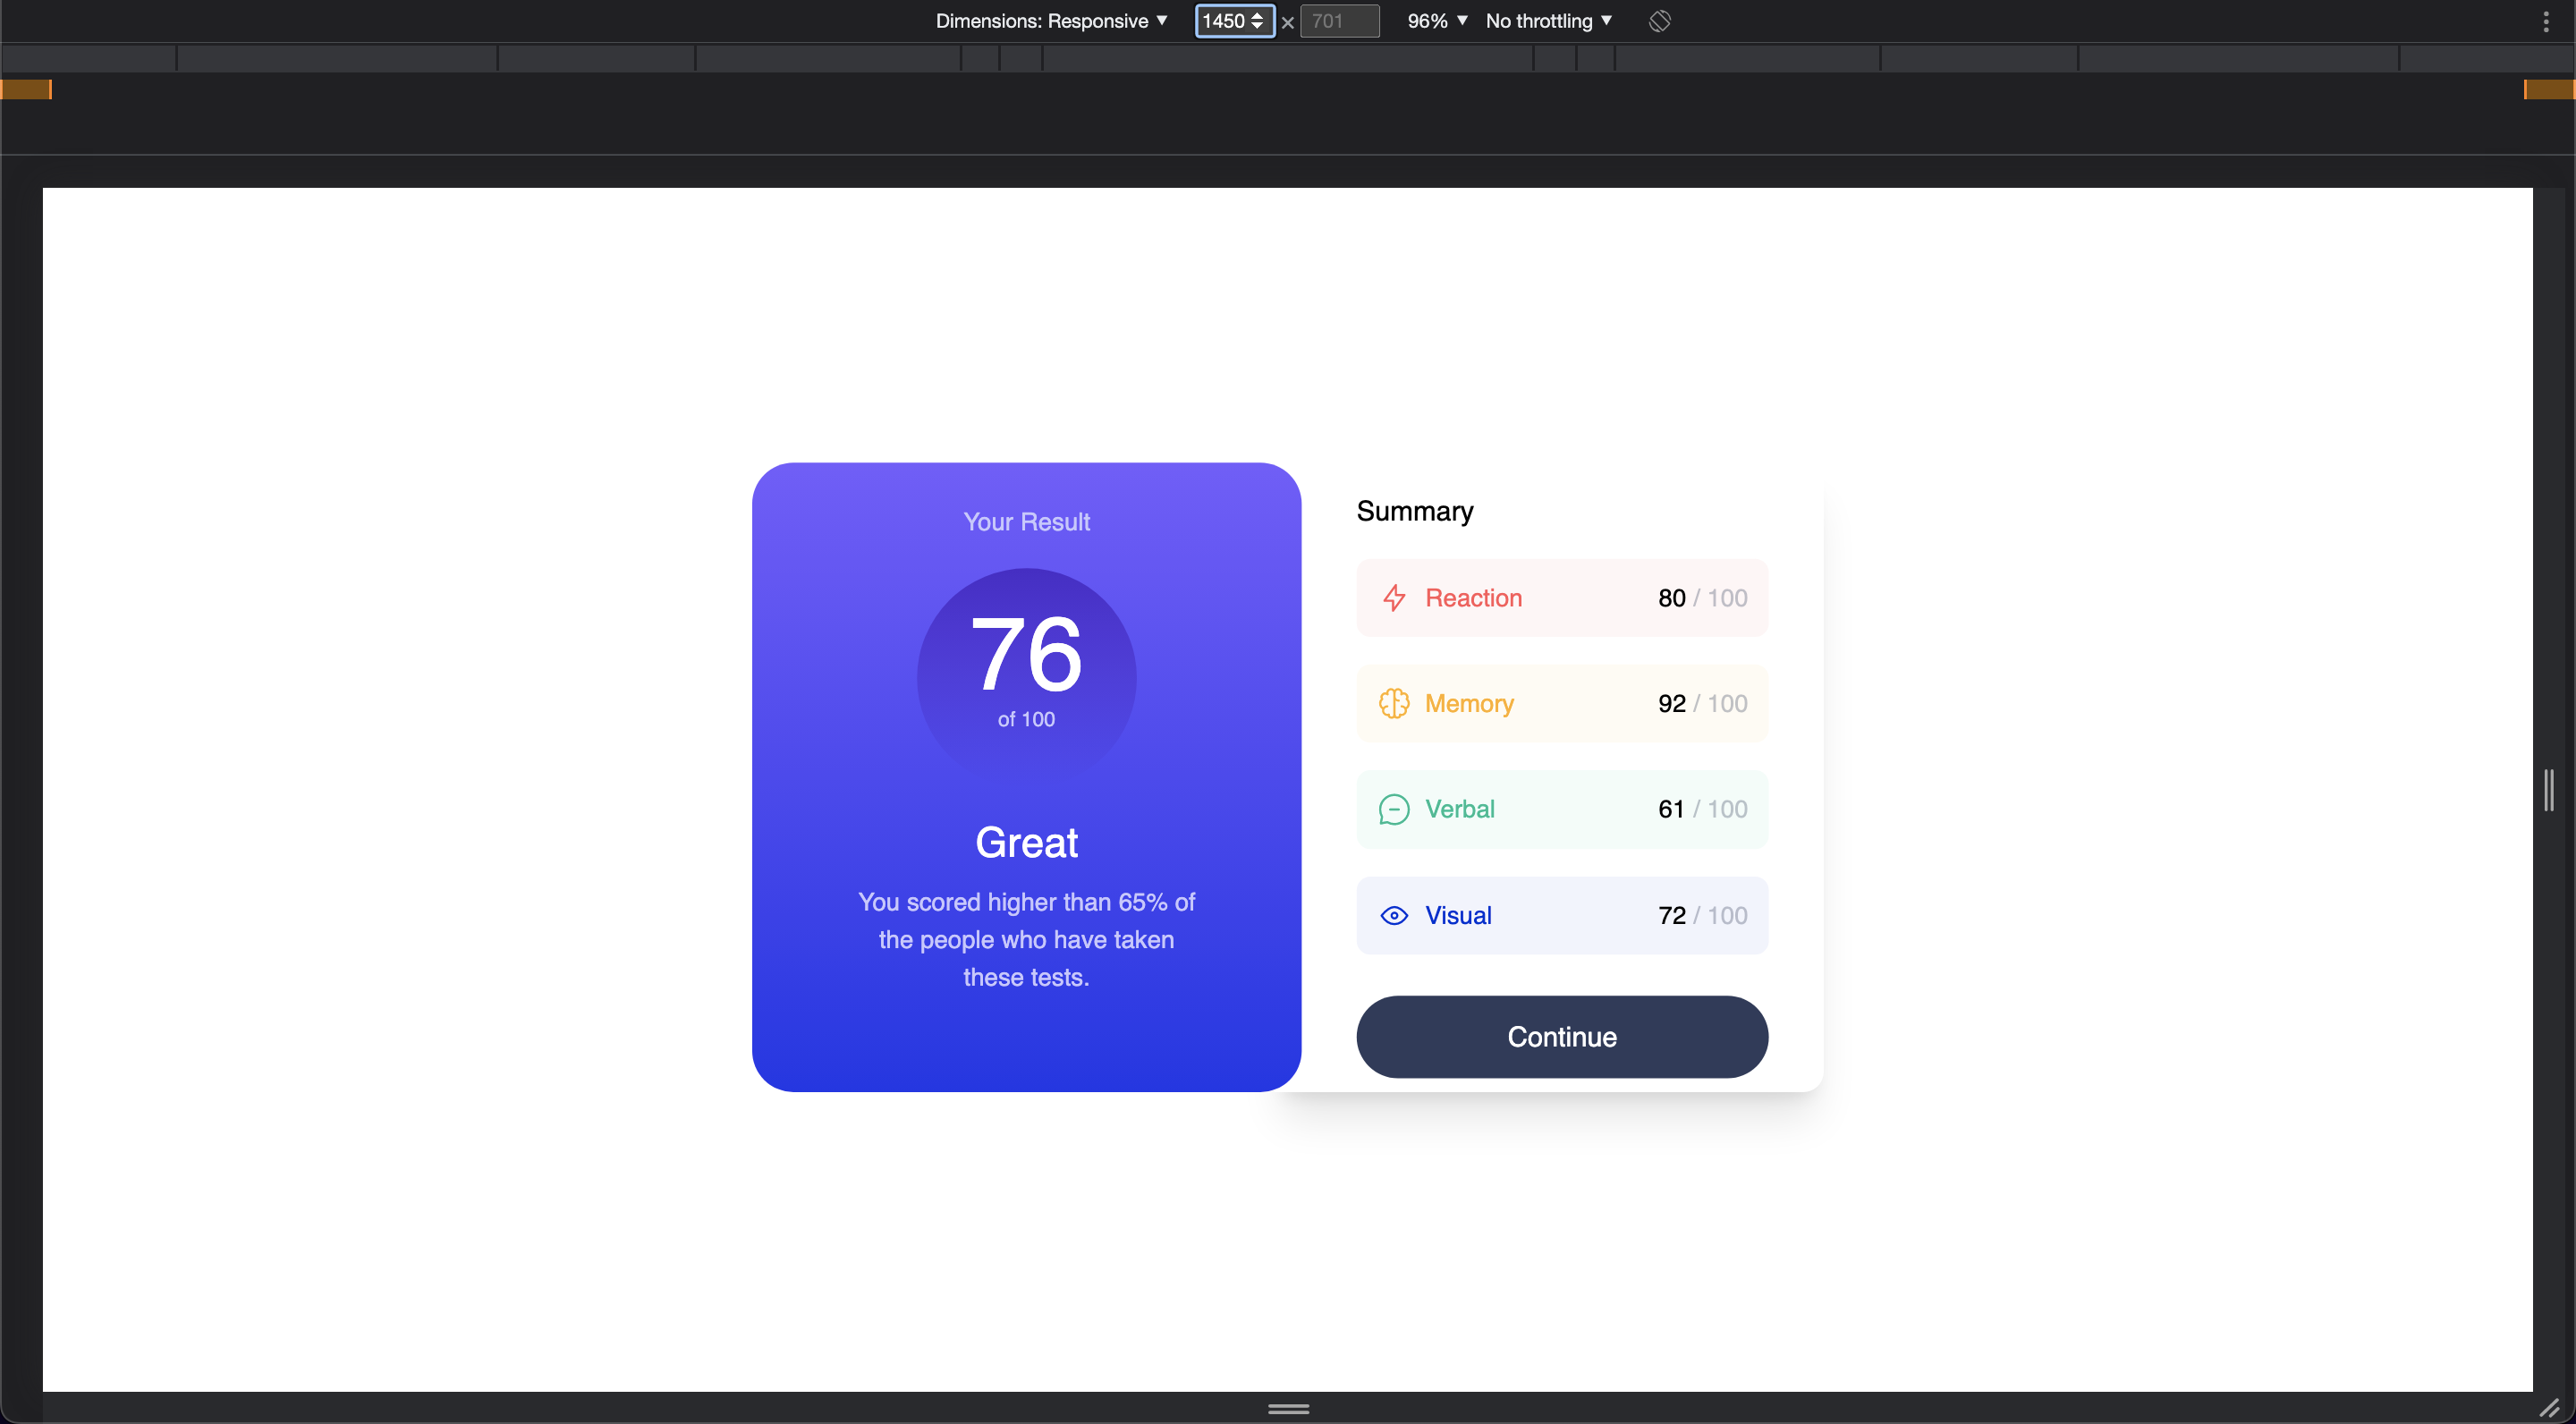 Dimensions: Responsive ▼ 1450 × 701 96% ▼ No throttling ▼
Your Result
76
of 100
Great
You scored higher than 65% of
the people who have taken
these tests.
Summary
Reaction 80 / 100
Memory 92 / 100
Verbal 61 / 100
Visual 72 / 100
Continue